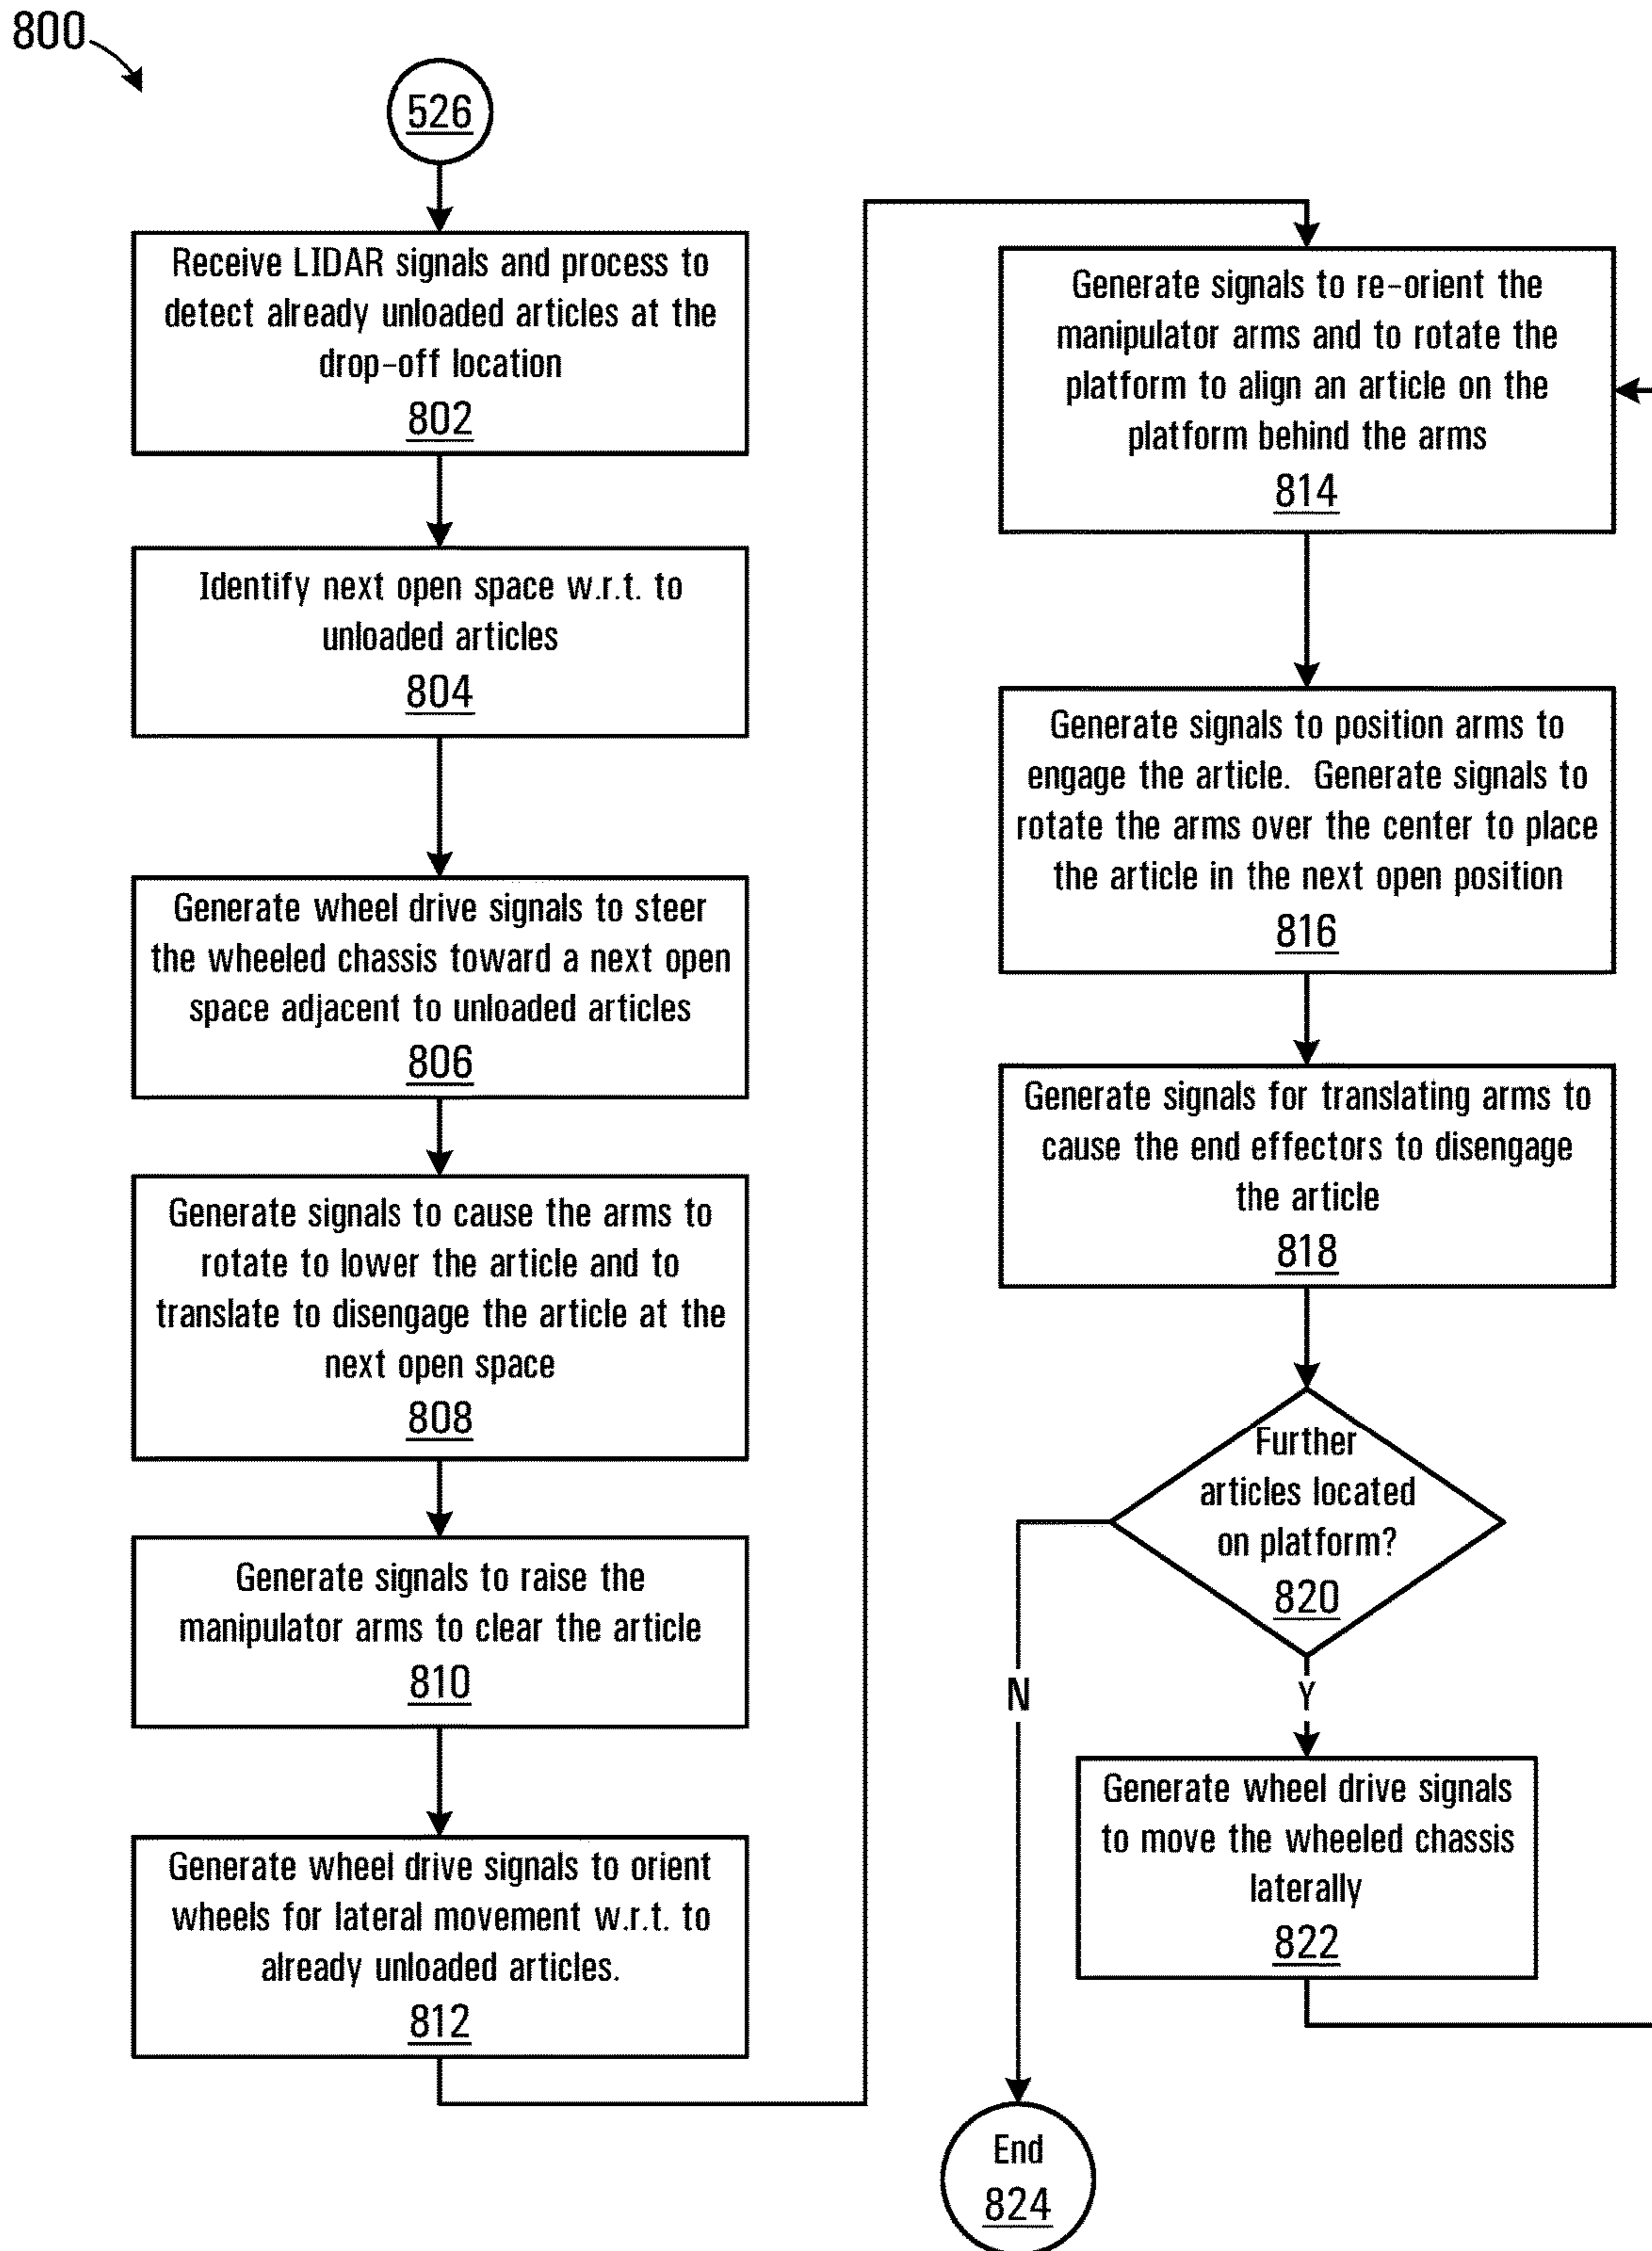 800
526
Receive LIDAR signals and process to
detect already unloaded articles at the
drop-off location
802
Identify next open space w.r.t. to
unloaded articles
804
Generate wheel drive signals to steer
the wheeled chassis toward a next open
space adjacent to unloaded articles
806
Generate signals to cause the arms to
rotate to lower the article and to
translate to disengage the article at the
next open space
808
Generate signals to raise the
manipulator arms to clear the article
810
Generate wheel drive signals to orient
wheels for lateral movement w.r.t. to
already unloaded articles.
812
Generate signals to re-orient the
manipulator arms and to rotate the
platform to align an article on the
platform behind the arms
814
Generate signals to position arms to
engage the article. Generate signals to
rotate the arms over the center to place
the article in the next open position
816
Generate signals for translating arms to
cause the end effectors to disengage
the article
818
Further
articles located
on platform?
820
N
Y
Generate wheel drive signals
to move the wheeled chassis
laterally
822
End
824